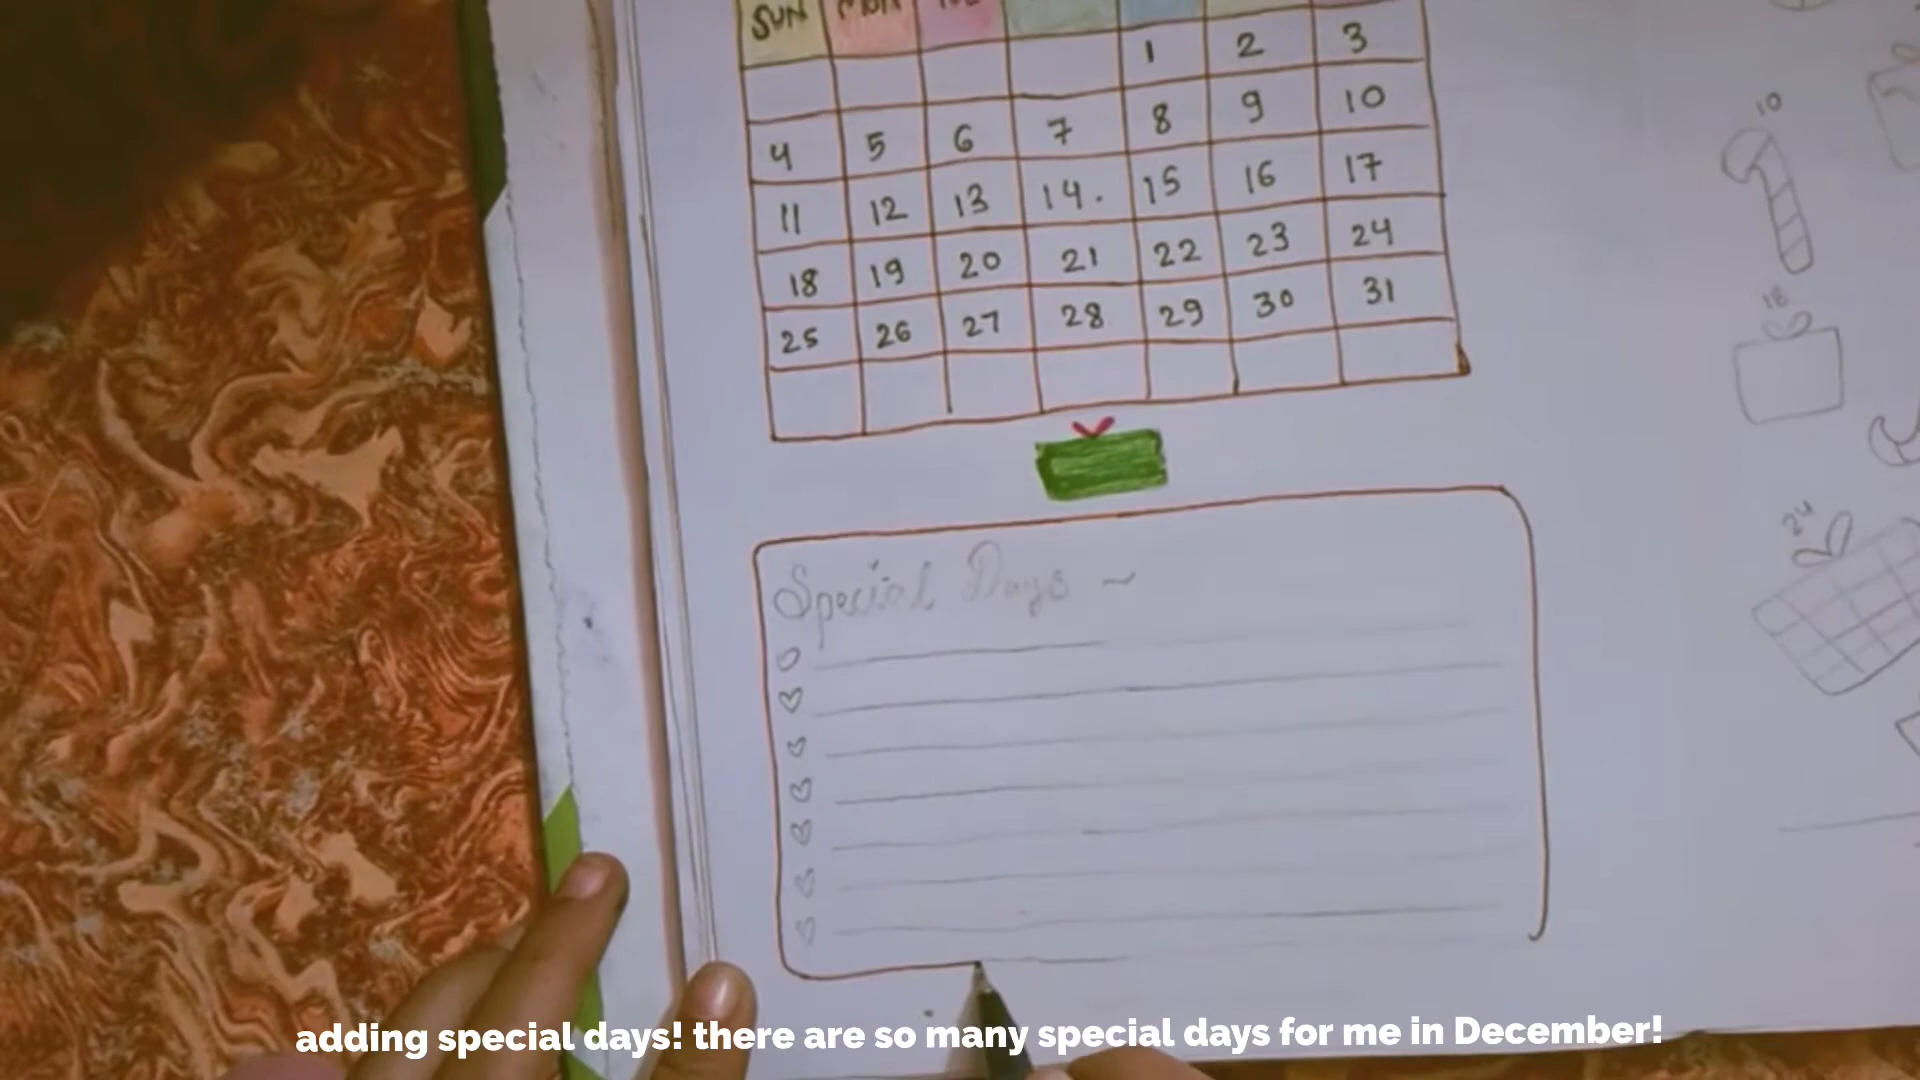 SUN MON
1 2 3
4 5 6 7 8 9 10
11 12 13 14. 15 16 17
18 19 20 21 22 23 24
25 26 27 28 29 30 31
Special Days ~
10
18
24
adding special days! there are so many special days for me in December!